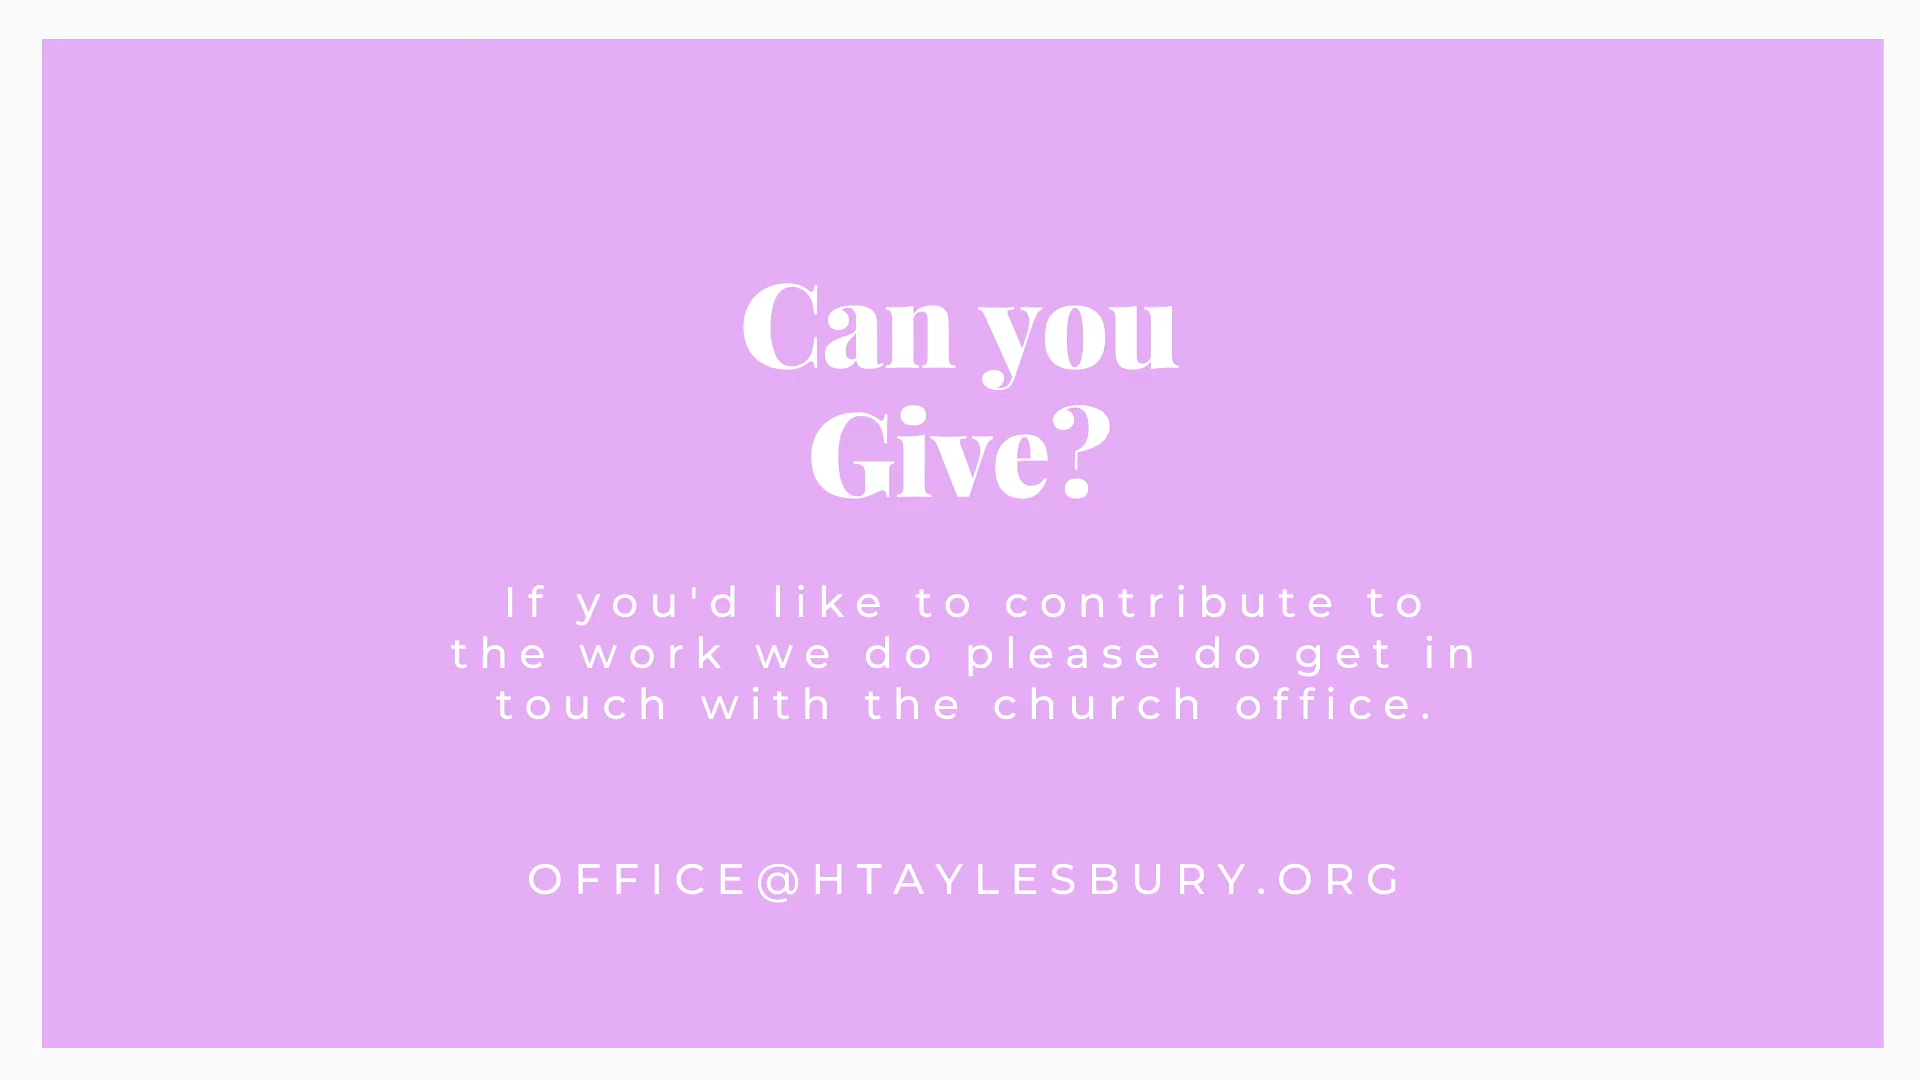 Can you
Give?
If you'd like to contribute to
the work we do please do get in
touch with the church office.
OFFICE@HTAYLESBURY.ORG